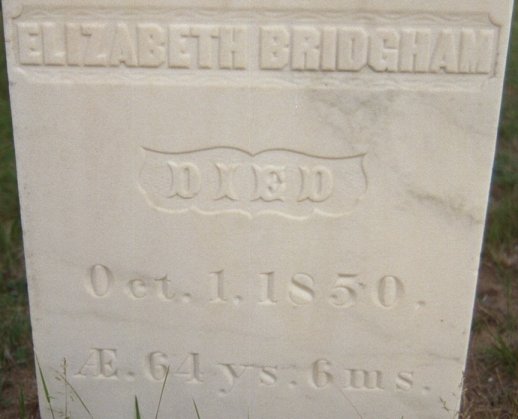 ELIZABETH BRIDGHAM
DIED
Oct. 1, 1850.
Æ. 64 ys. 6 ms.